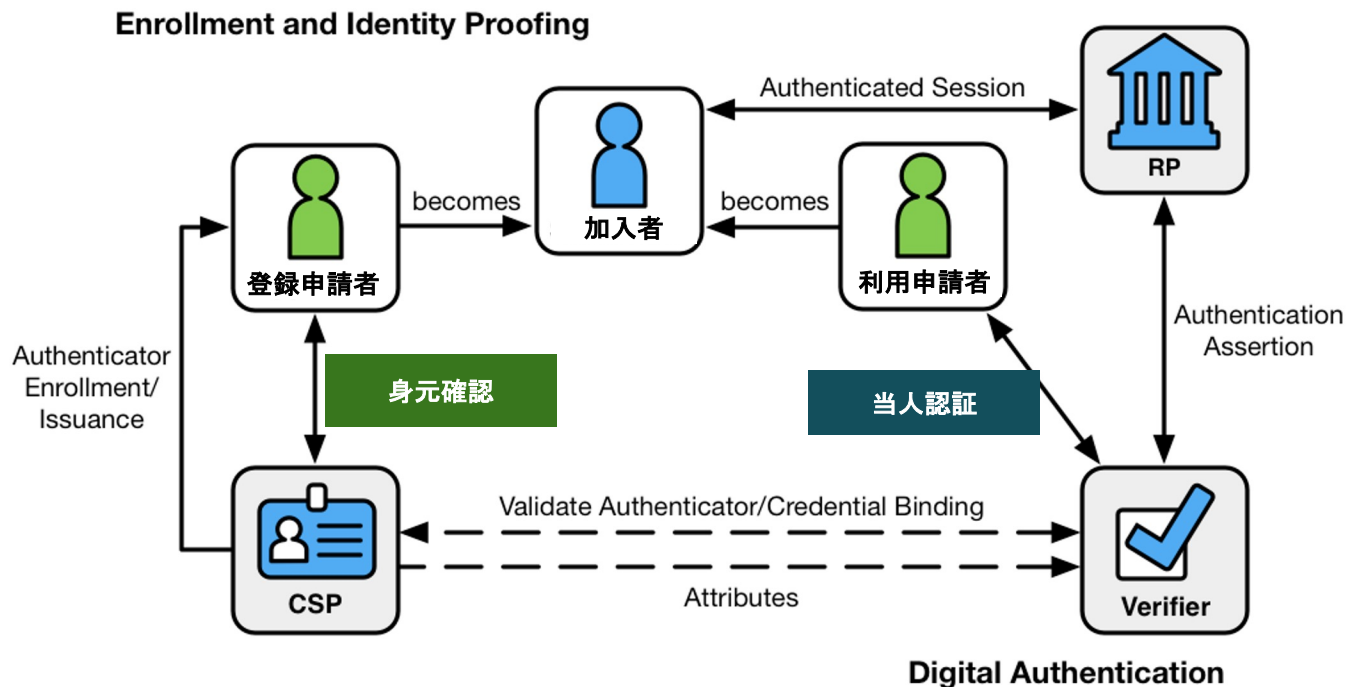 Enrollment and Identity Proofing
Authenticated Session
RP
becomes
加入者
becomes
登録申請者
利用申請者
Authenticator
Enrollment/
Issuance
身元確認
当人認証
Authentication
Assertion
Validate Authenticator/Credential Binding
CSP
Attributes
Verifier
Digital Authentication